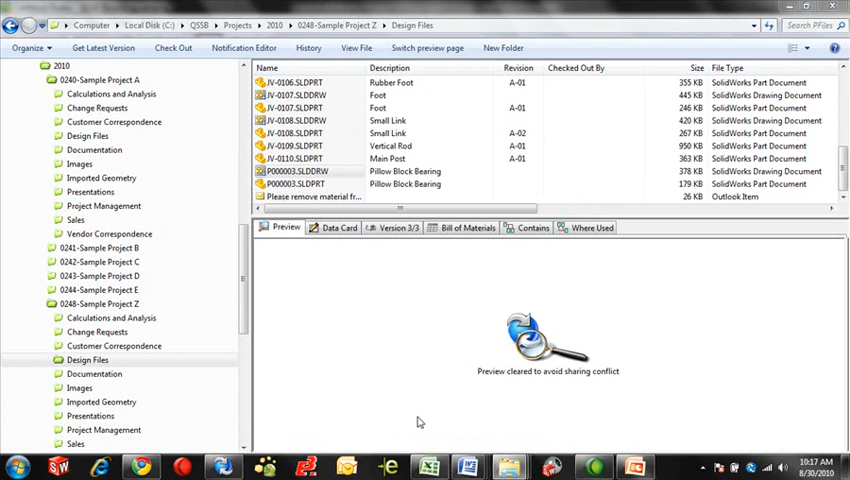 Computer ▸ Local Disk (C:) ▸ QSSB ▸ Projects ▸ 2010 ▸ 0248-Sample Project Z ▸ Design Files
Search PFiles
Organize Get Latest Version Check Out Notification Editor History View File Switch preview page New Folder
2010
0240-Sample Project A
Calculations and Analysis
Change Requests
Customer Correspondence
Design Files
Documentation
Images
Imported Geometry
Presentations
Project Management
Sales
Vendor Correspondence
0241-Sample Project B
0242-Sample Project C
0243-Sample Project D
0244-Sample Project E
0248-Sample Project Z
Calculations and Analysis
Change Requests
Customer Correspondence
Design Files
Documentation
Images
Imported Geometry
Presentations
Project Management
Sales
Name Description Revision Checked Out By Size File Type
JV-0106.SLDPRT Rubber Foot A-01 355 KB SolidWorks Part Document
JV-0107.SLDDRW Foot 445 KB SolidWorks Drawing Document
JV-0107.SLDPRT Foot A-01 246 KB SolidWorks Part Document
JV-0108.SLDDRW Small Link 420 KB SolidWorks Drawing Document
JV-0108.SLDPRT Small Link A-02 267 KB SolidWorks Part Document
JV-0109.SLDPRT Vertical Rod A-01 950 KB SolidWorks Part Document
JV-0110.SLDPRT Main Post A-01 363 KB SolidWorks Part Document
P000003.SLDDRW Pillow Block Bearing 378 KB SolidWorks Drawing Document
P000003.SLDPRT Pillow Block Bearing 179 KB SolidWorks Part Document
Please remove material fr... 26 KB Outlook Item
Preview Data Card Version 3/3 Bill of Materials Contains Where Used
Preview cleared to avoid sharing conflict
10:17 AM
8/30/2010